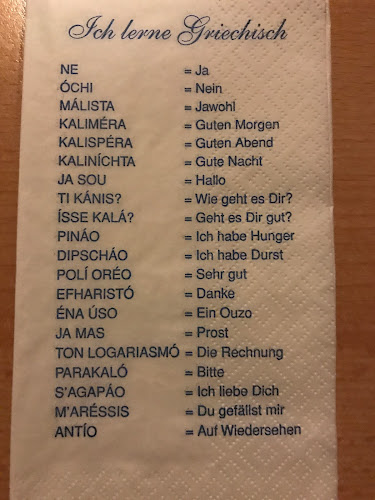 Ich lerne Griechisch
NE = Ja
ÓCHI = Nein
MÁLISTA = Jawohl
KALIMÉRA = Guten Morgen
KALISPÉRA = Guten Abend
KALINÍCHTA = Gute Nacht
JA SOU = Hallo
TI KÁNIS? = Wie geht es Dir?
ÍSSE KALÁ? = Geht es Dir gut?
PINÁO = Ich habe Hunger
DIPSCHÁO = Ich habe Durst
POLÍ ORÉO = Sehr gut
EFHARISTÓ = Danke
ÉNA ÚSO = Ein Ouzo
JA MAS = Prost
TON LOGARIASMÓ = Die Rechnung
PARAKALÓ = Bitte
S'AGAPÁO = Ich liebe Dich
M'ARÉSSIS = Du gefällst mir
ANTÍO = Auf Wiedersehen